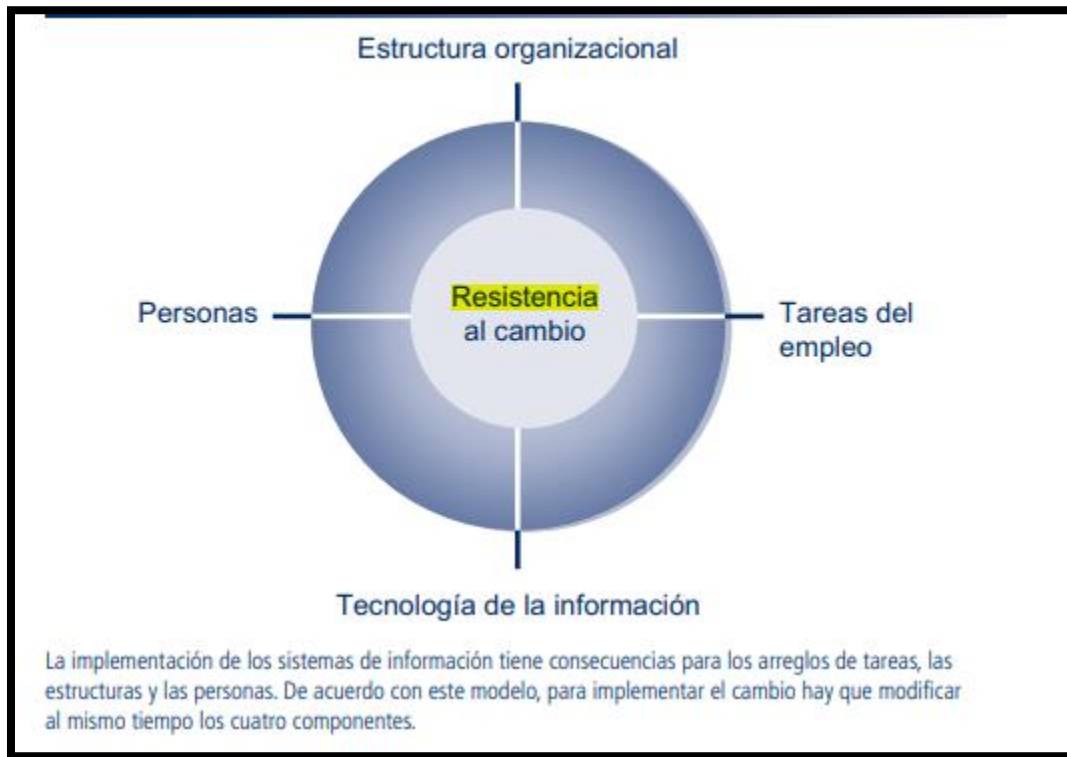 Estructura organizacional
Personas
Resistencia
al cambio
Tareas del
empleo
Tecnología de la información
La implementación de los sistemas de información tiene consecuencias para los arreglos de tareas, las
estructuras y las personas. De acuerdo con este modelo, para implementar el cambio hay que modificar
al mismo tiempo los cuatro componentes.